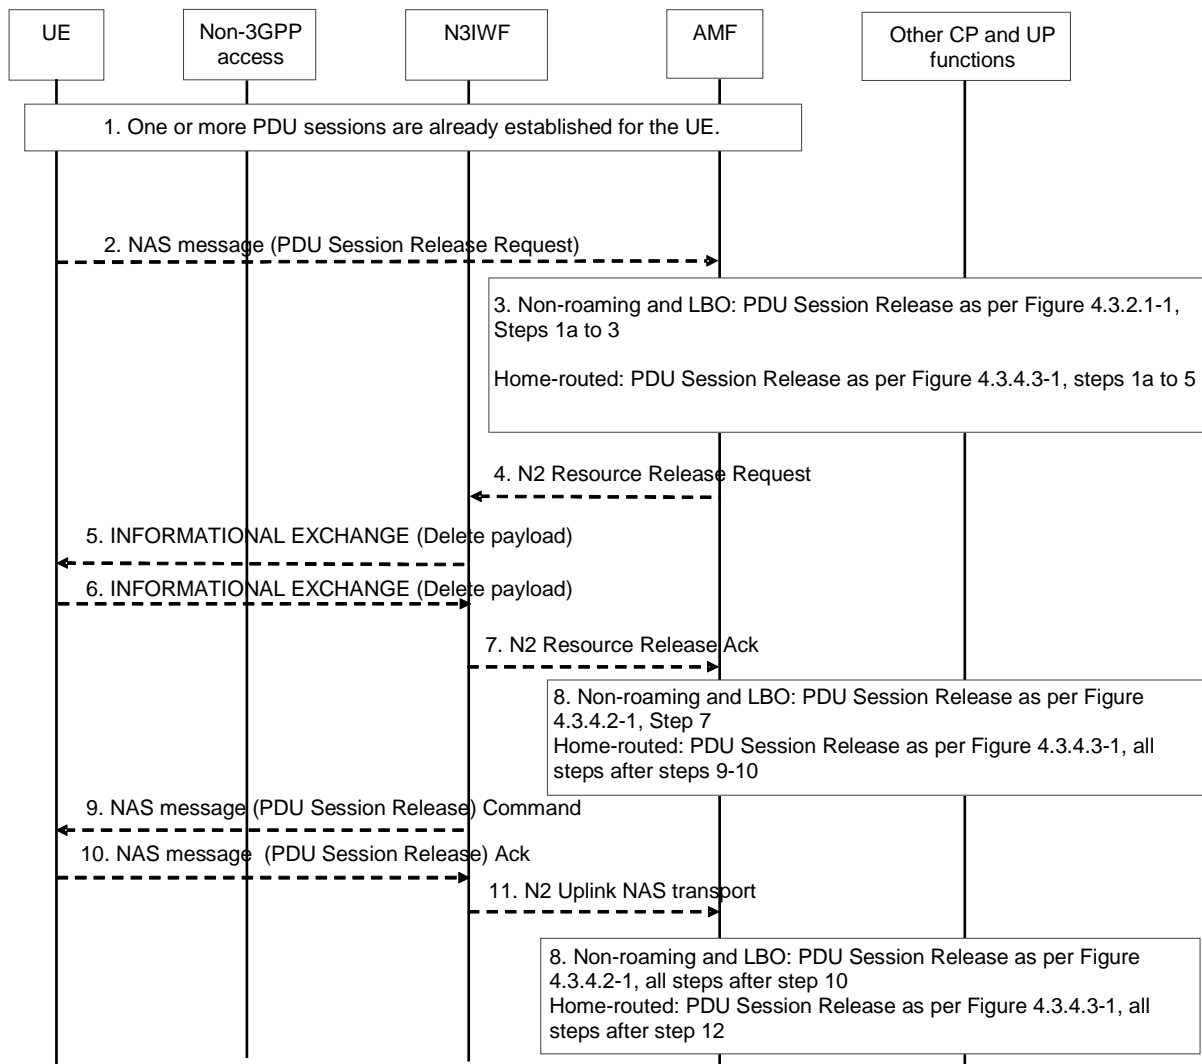 UE
Non-3GPP
access
N3IWF
AMF
Other CP and UP
functions
1. One or more PDU sessions are already established for the UE.
2. NAS message (PDU Session Release Request)
3. Non-roaming and LBO: PDU Session Release as per Figure 4.3.2.1-1,
Steps 1a to 3
Home-routed: PDU Session Release as per Figure 4.3.4.3-1, steps 1a to 5
4. N2 Resource Release Request
5. INFORMATIONAL EXCHANGE (Delete payload)
6. INFORMATIONAL EXCHANGE (Delete payload)
7. N2 Resource Release Ack
8. Non-roaming and LBO: PDU Session Release as per Figure
4.3.4.2-1, Step 7
Home-routed: PDU Session Release as per Figure 4.3.4.3-1, all
steps after steps 9-10
9. NAS message (PDU Session Release) Command
10. NAS message (PDU Session Release) Ack
11. N2 Uplink NAS transport
8. Non-roaming and LBO: PDU Session Release as per Figure
4.3.4.2-1, all steps after step 10
Home-routed: PDU Session Release as per Figure 4.3.4.3-1, all
steps after step 12